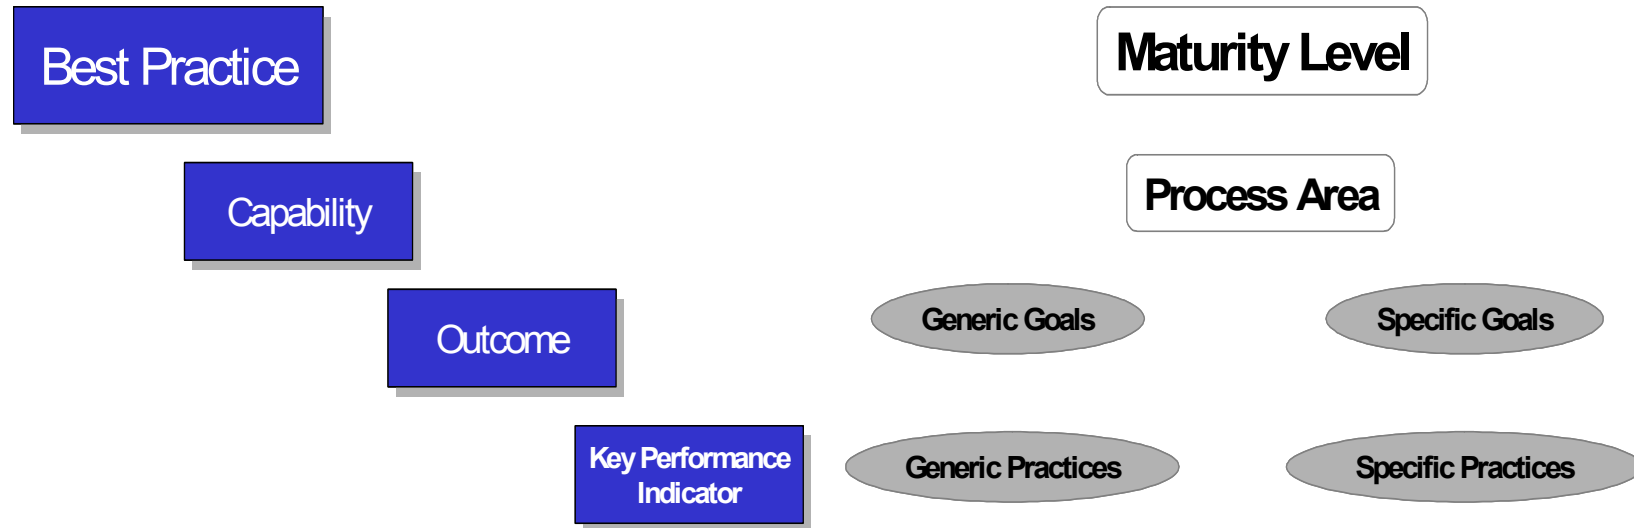 Best Practice
Maturity Level
Capability
Process Area
Outcome
Generic Goals
Specific Goals
Key Performance
Indicator
Generic Practices
Specific Practices